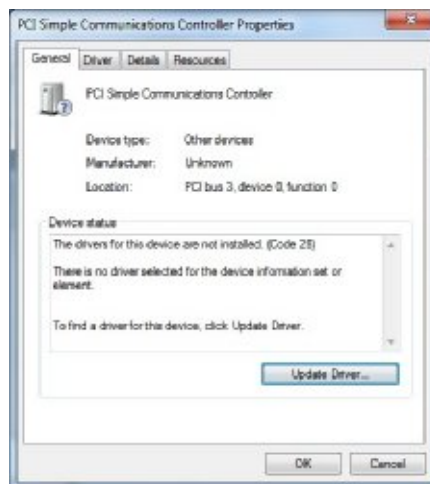 PCI Simple Communications Controller Properties
General Driver Details Resources
PCI Simple Communications Controller
Device type: Other devices
Manufacturer: Unknown
Location: PCI bus 3, device 0, function 0
Device status
The drivers for this device are not installed. (Code 28)
There is no driver selected for the device information set or
element.
To find a driver for this device, click Update Driver.
Update Driver...
OK Cancel